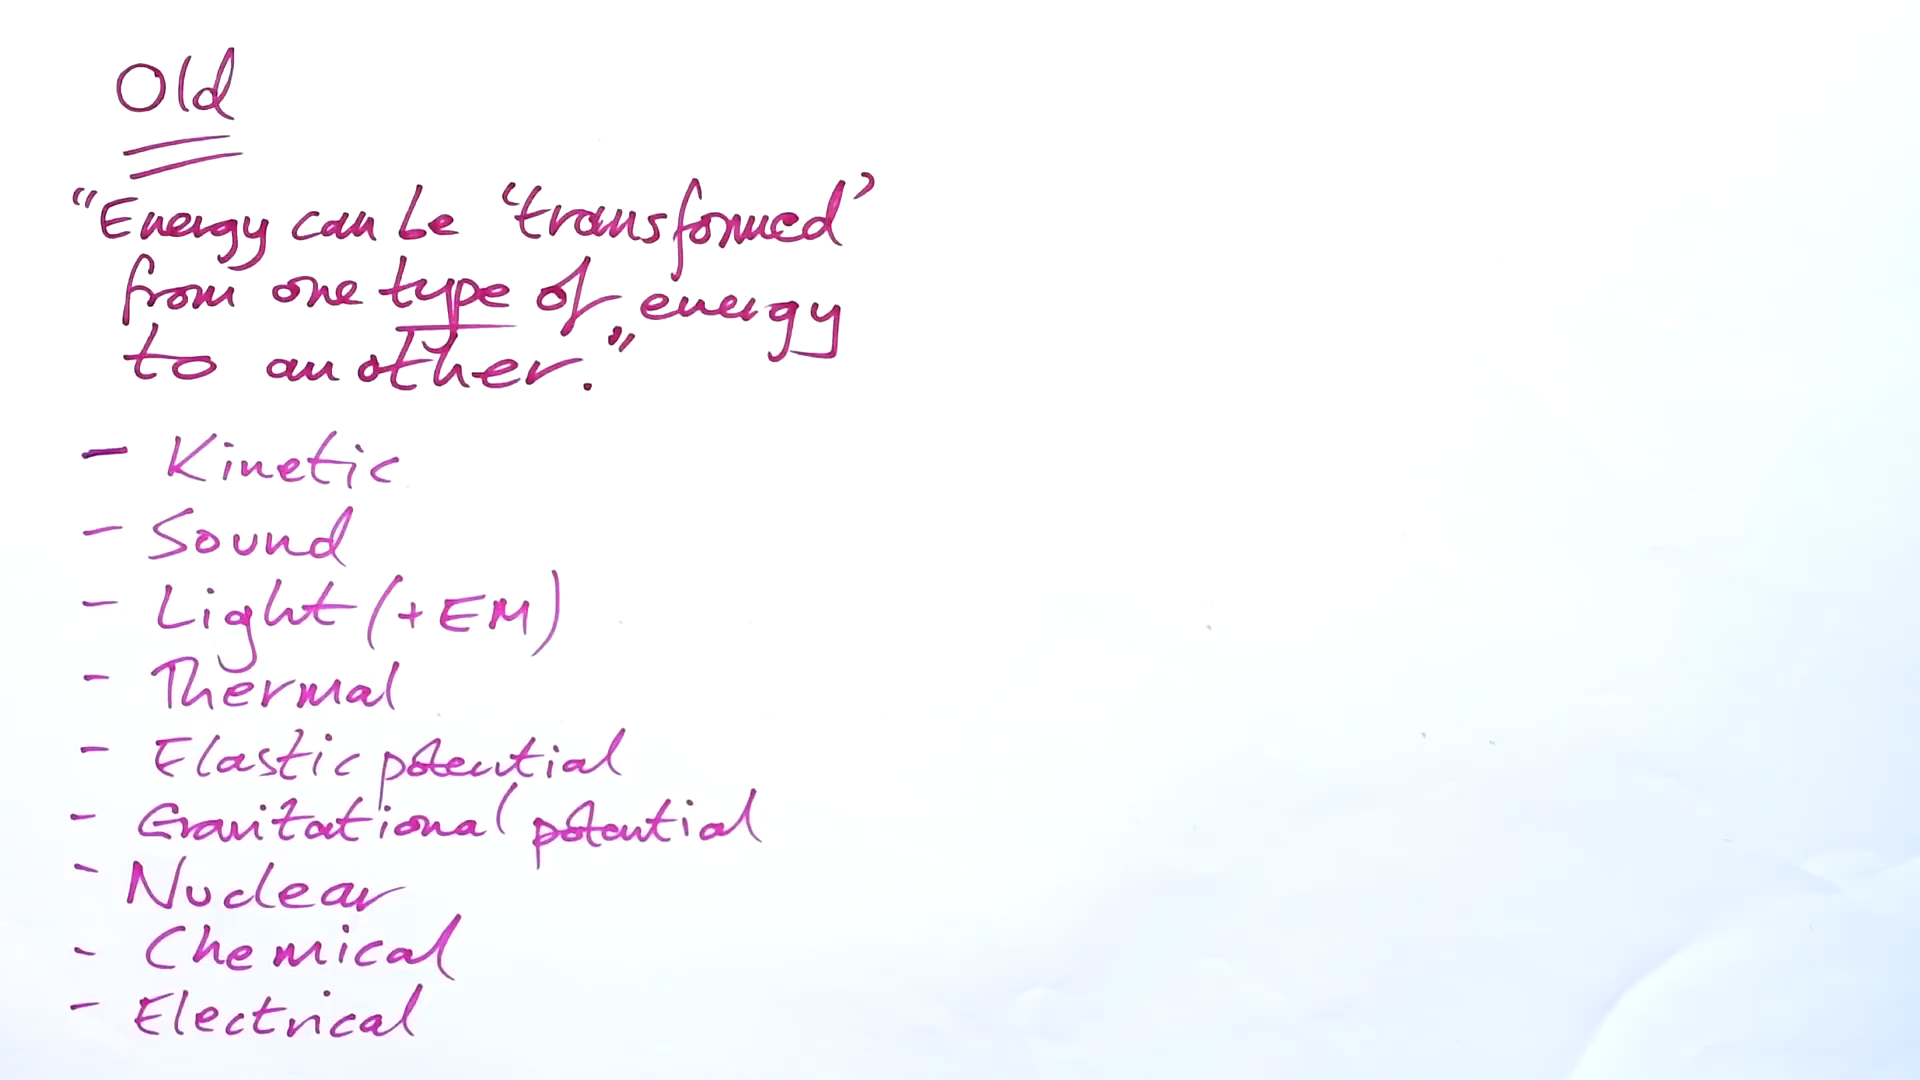 Old
"Energy can be 'transformed'
from one type of energy
to another."
- Kinetic
- Sound
- Light (+ EM)
- Thermal
- Elastic potential
- Gravitational potential
- Nuclear
- Chemical
- Electrical